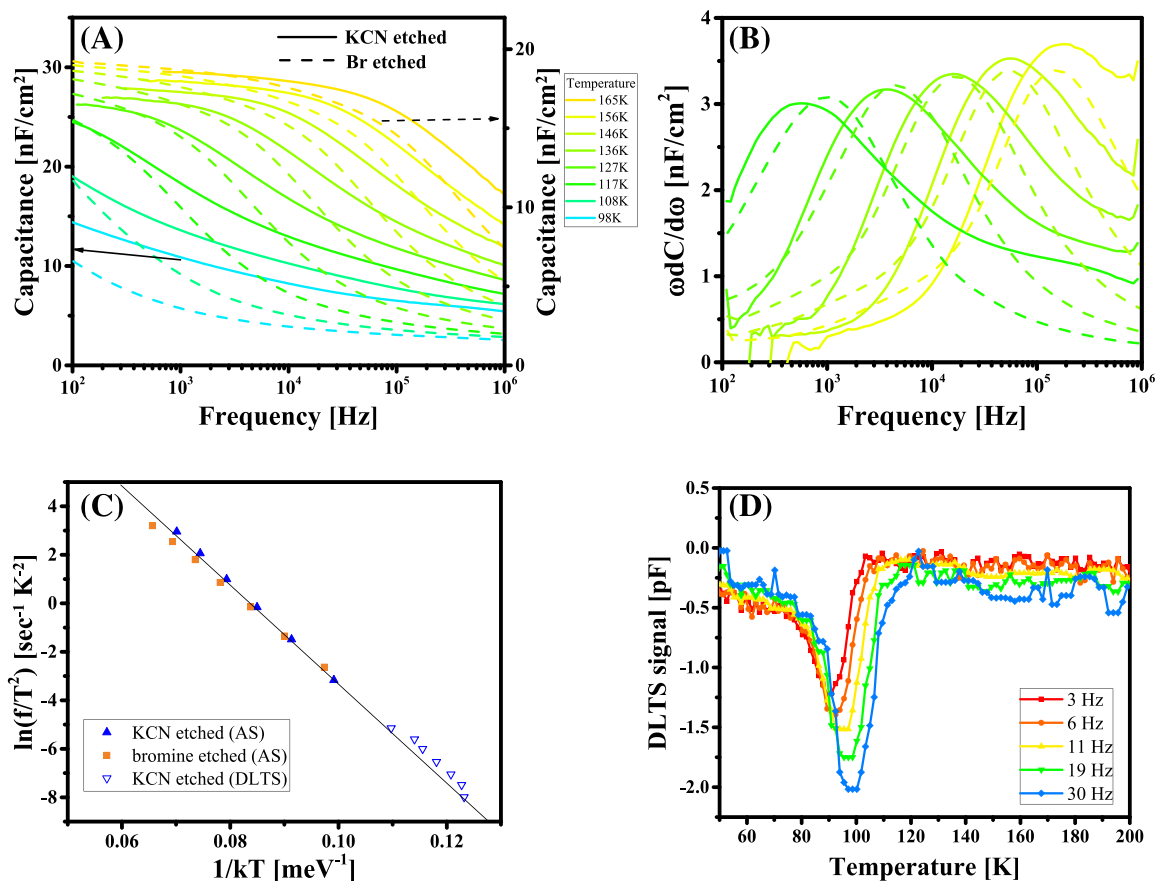 (A)
KCN etched
Br etched
Capacitance [nF/cm²]
0
10
20
30
Capacitance [nF/cm²]
0
10
20
Temperature
165K
156K
146K
136K
127K
117K
108K
98K
10² 10³ 10⁴ 10⁵ 10⁶
Frequency [Hz]
(B)
ωdC/dω [nF/cm²]
4
3
2
1
0
10² 10³ 10⁴ 10⁵ 10⁶
Frequency [Hz]
(C)
ln(f/T²) [sec⁻¹ K⁻²]
4
2
0
-2
-4
-6
-8
KCN etched (AS)
bromine etched (AS)
KCN etched (DLTS)
0.06 0.08 0.10 0.12
1/kT [meV⁻¹]
(D)
DLTS signal [pF]
0.5
0.0
-0.5
-1.0
-1.5
-2.0
3 Hz
6 Hz
11 Hz
19 Hz
30 Hz
60 80 100 120 140 160 180 200
Temperature [K]